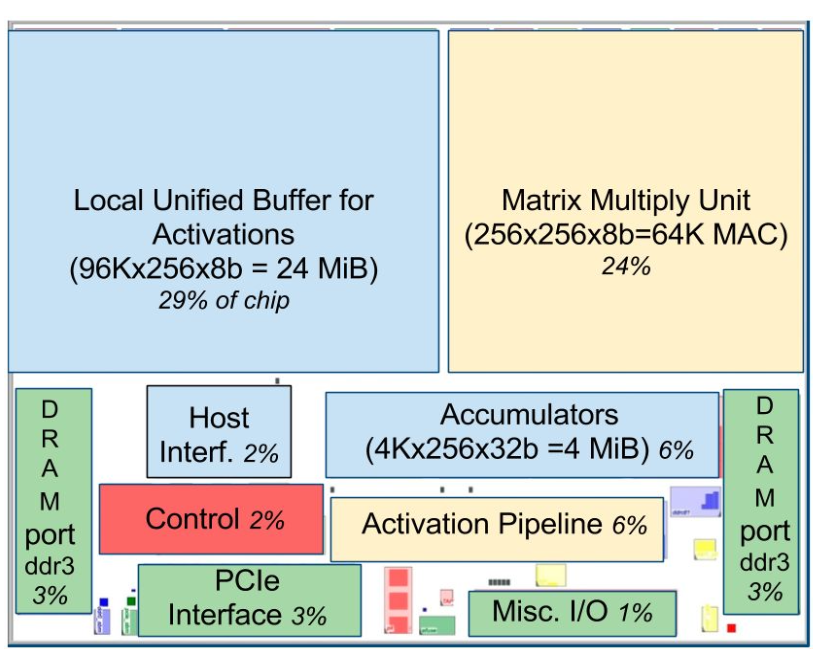 Local Unified Buffer for
Activations
(96Kx256x8b = 24 MiB)
29% of chip
Matrix Multiply Unit
(256x256x8b=64K MAC)
24%
D
R
A
M
port
ddr3
3%
Host
Interf. 2%
Accumulators
(4Kx256x32b =4 MiB) 6%
Control 2%
Activation Pipeline 6%
PCIe
Interface 3%
Misc. I/O 1%
D
R
A
M
port
ddr3
3%